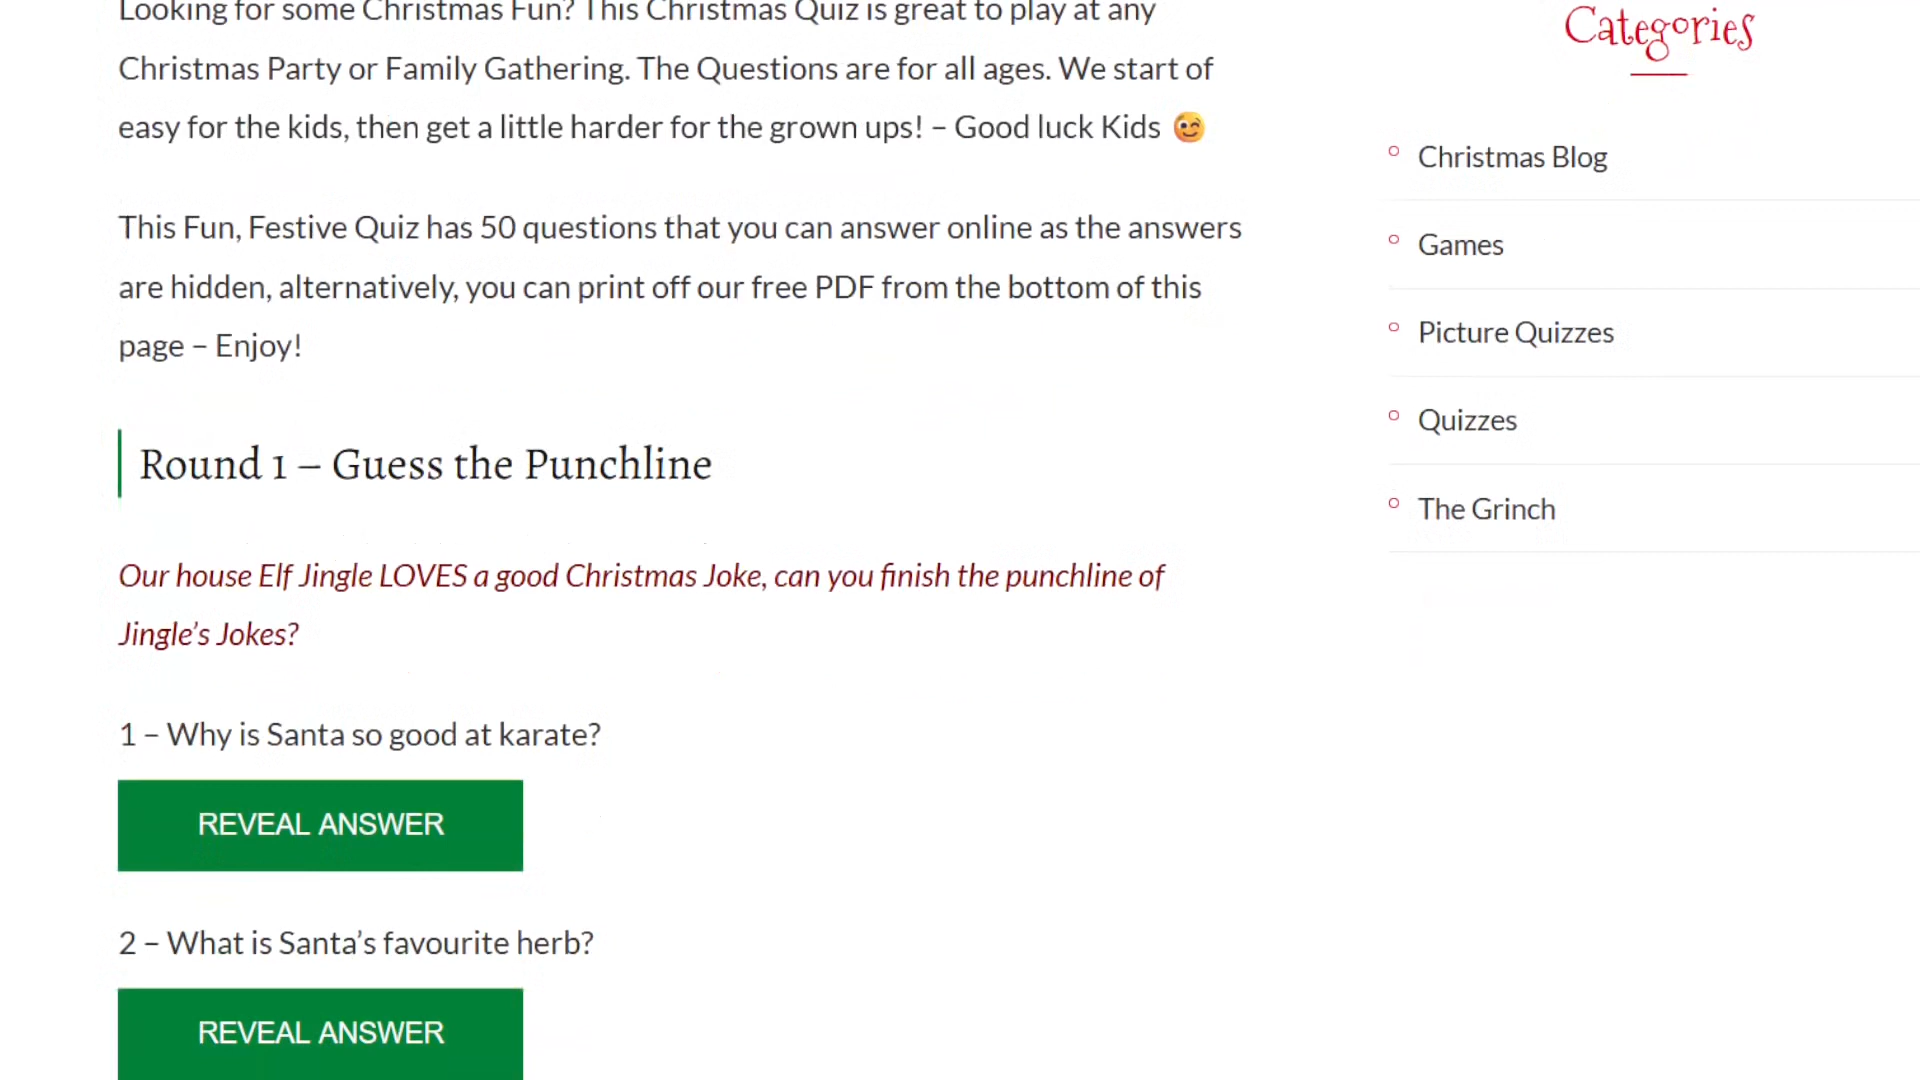 Looking for some Christmas Fun? This Christmas Quiz is great to play at any
Christmas Party or Family Gathering. The Questions are for all ages. We start of
easy for the kids, then get a little harder for the grown ups! – Good luck Kids 😉
This Fun, Festive Quiz has 50 questions that you can answer online as the answers
are hidden, alternatively, you can print off our free PDF from the bottom of this
page – Enjoy!
Round 1 – Guess the Punchline
Our house Elf Jingle LOVES a good Christmas Joke, can you finish the punchline of
Jingle’s Jokes?
1 – Why is Santa so good at karate?
REVEAL ANSWER
2 – What is Santa’s favourite herb?
REVEAL ANSWER
Categories
Christmas Blog
Games
Picture Quizzes
Quizzes
The Grinch